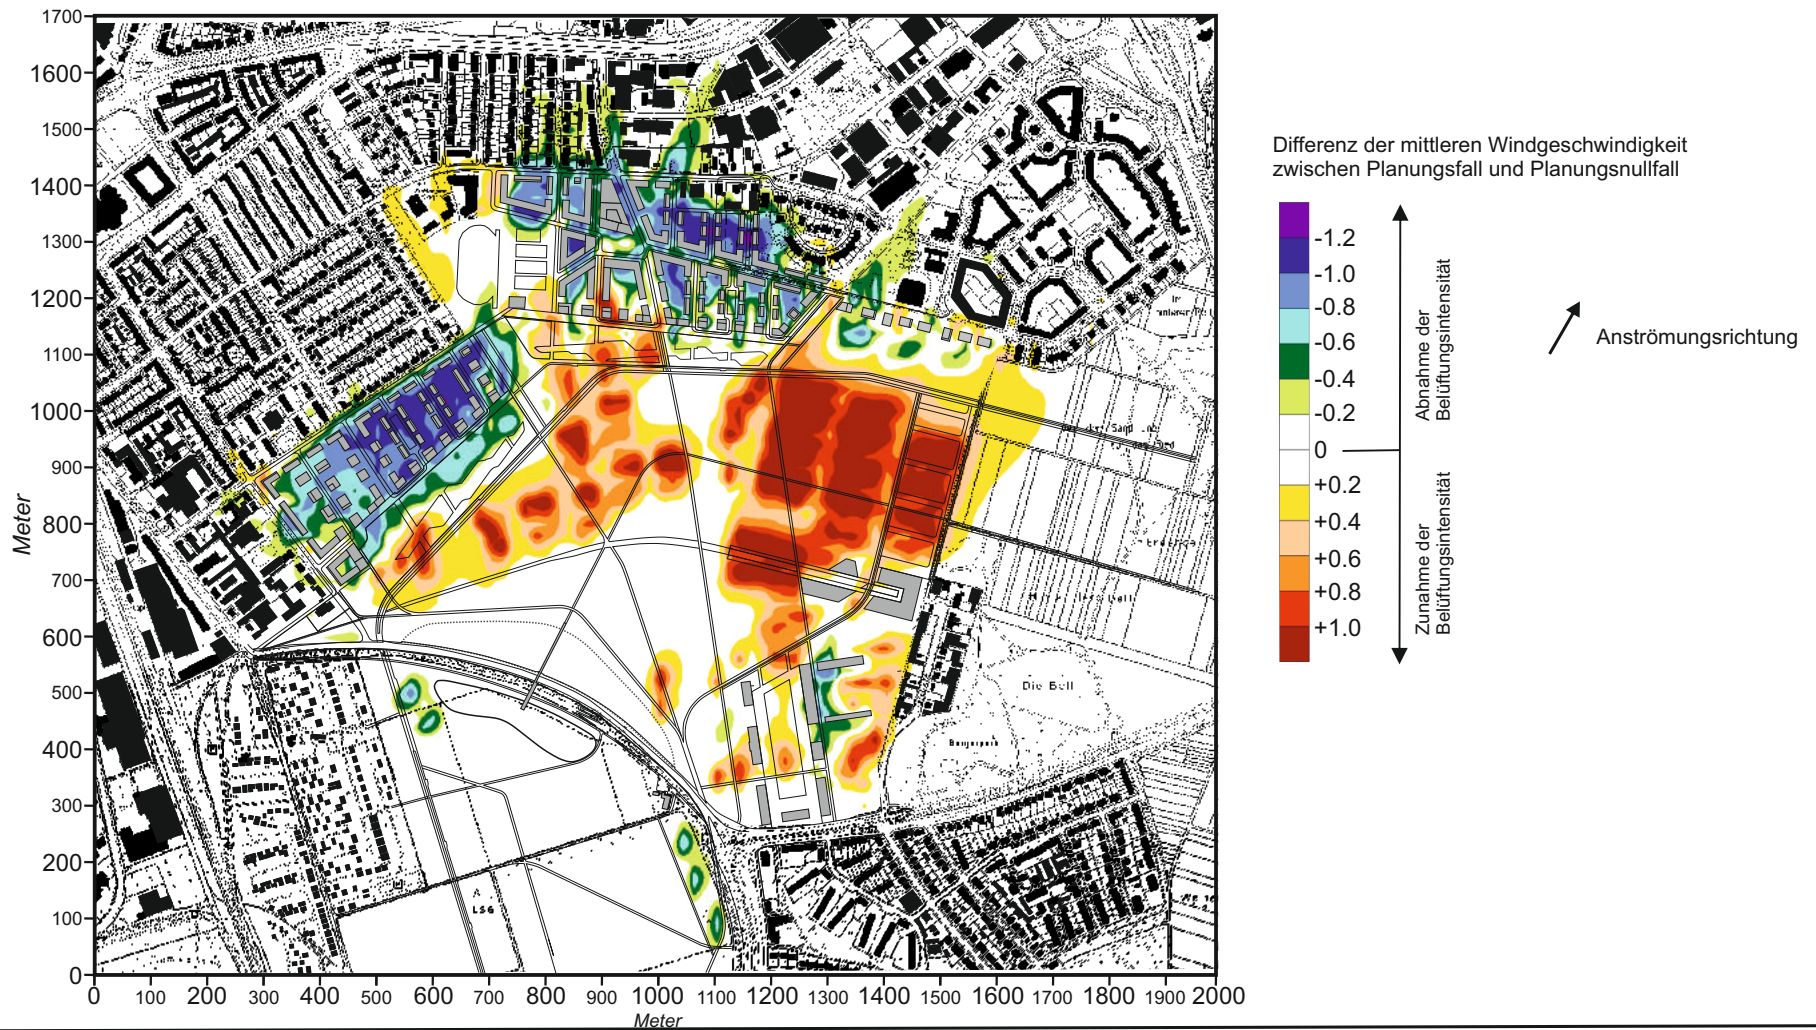 1700
1600
1500
1400
1300
1200
1100
1000
900
800
700
600
500
400
300
200
100
0
Meter
0 100 200 300 400 500 600 700 800 900 1000 1100 1200 1300 1400 1500 1600 1700 1800 1900 2000
Meter
Die Boll
LSG
Differenz der mittleren Windgeschwindigkeit
zwischen Planungsfall und Planungsnullfall
-1.2
-1.0
-0.8
-0.6
-0.4
-0.2
0
+0.2
+0.4
+0.6
+0.8
+1.0
Abnahme der
Belüftungsintensität
Zunahme der
Belüftungsintensität
Anströmungsrichtung